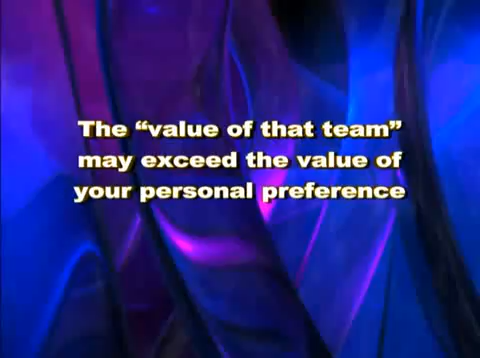 The “value of that team”
may exceed the value of
your personal preference